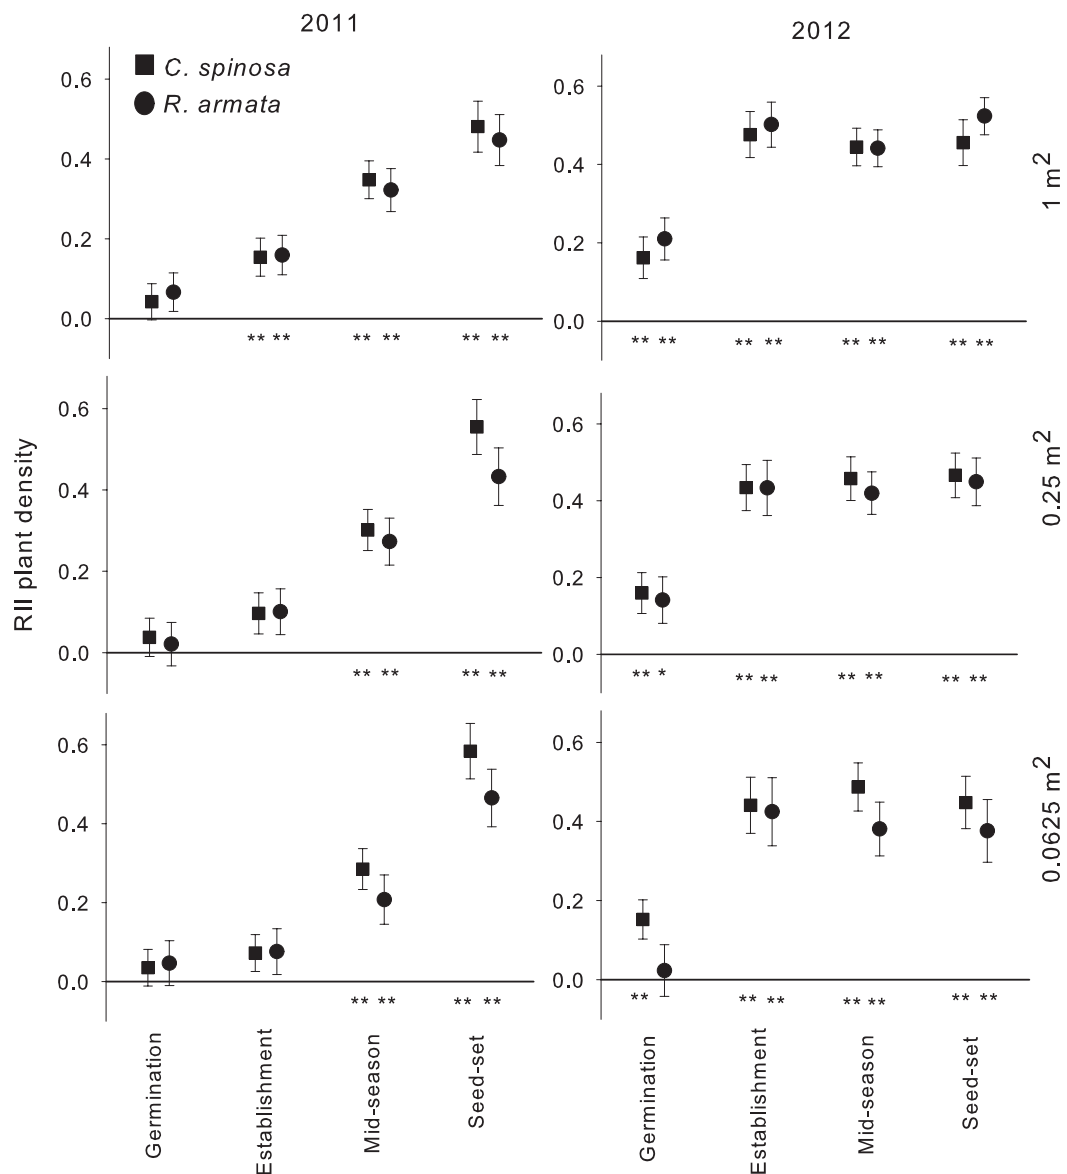 2011
2012
C. spinosa
R. armata
0.6
0.4
0.2
0.0
** ** ** ** ** **
0.6
0.4
0.2
0.0
** ** ** ** ** ** ** **
1 m²
RII plant density
0.6
0.4
0.2
0.0
** ** ** **
0.6
0.4
0.2
0.0
** * ** ** ** ** ** **
0.25 m²
0.6
0.4
0.2
0.0
** ** ** **
0.6
0.4
0.2
0.0
** ** ** ** ** ** **
0.0625 m²
Germination
Establishment
Mid-season
Seed-set
Germination
Establishment
Mid-season
Seed-set